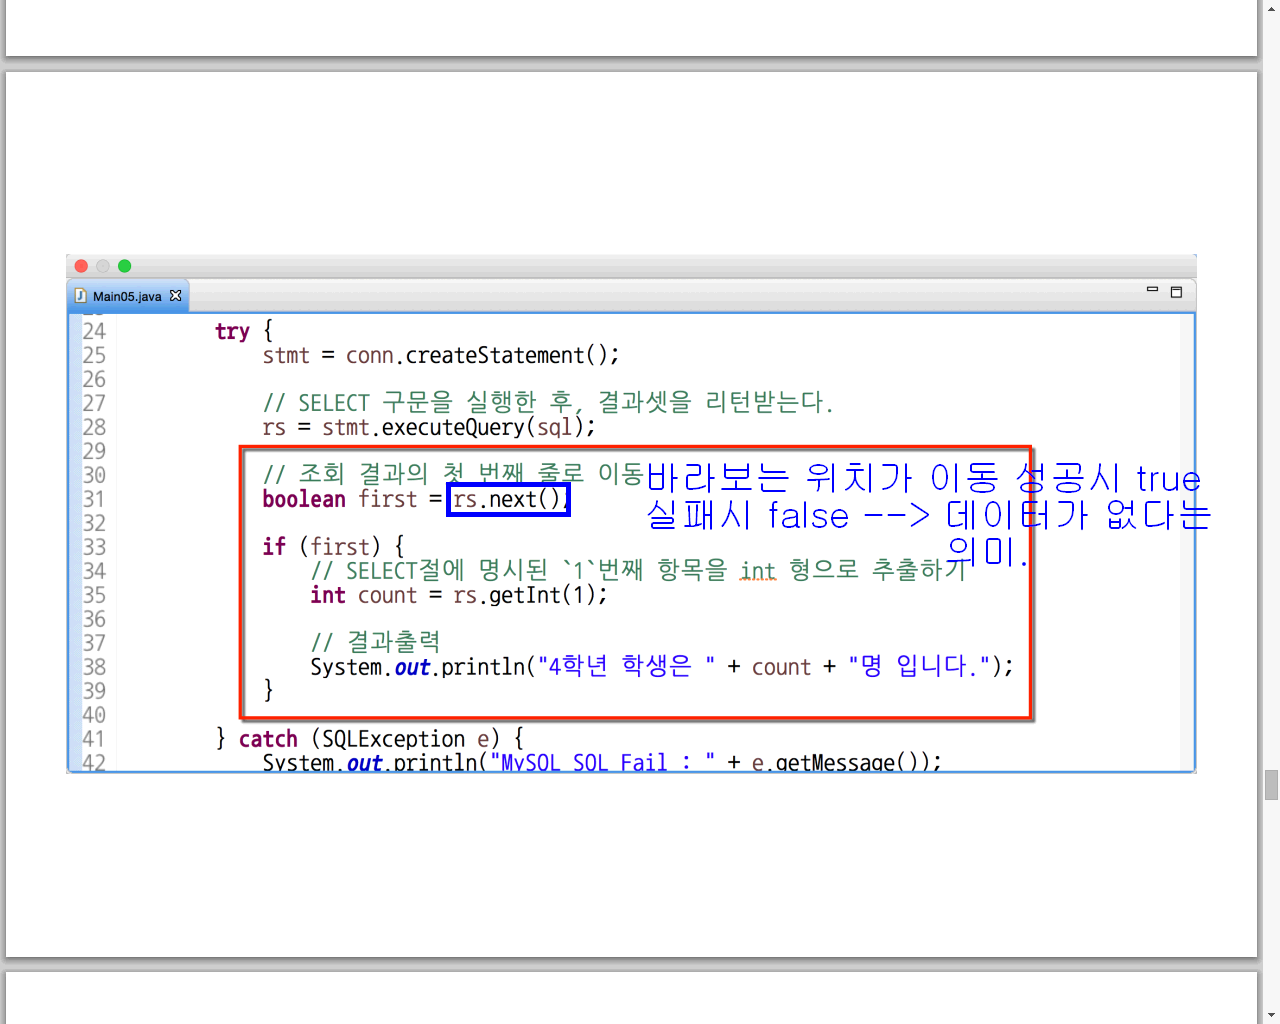 Main05.java
24 try {
25 stmt = conn.createStatement();
26
27 // SELECT 구문을 실행한 후, 결과셋을 리턴받는다.
28 rs = stmt.executeQuery(sql);
29
30 // 조회 결과의 첫 번째 줄로 이동
바라보는 위치가 이동 성공시 true
31 boolean first = rs.next();
실패시 false --> 데이터가 없다는
의미.
32
33 if (first) {
34 // SELECT절에 명시된 `1`번째 항목을 int 형으로 추출하기
35 int count = rs.getInt(1);
36
37 // 결과출력
38 System.out.println("4학년 학생은 " + count + "명 입니다.");
39 }
40
41 } catch (SQLException e) {
42 System.out.println("MySQL SQL Fail : " + e.getMessage());